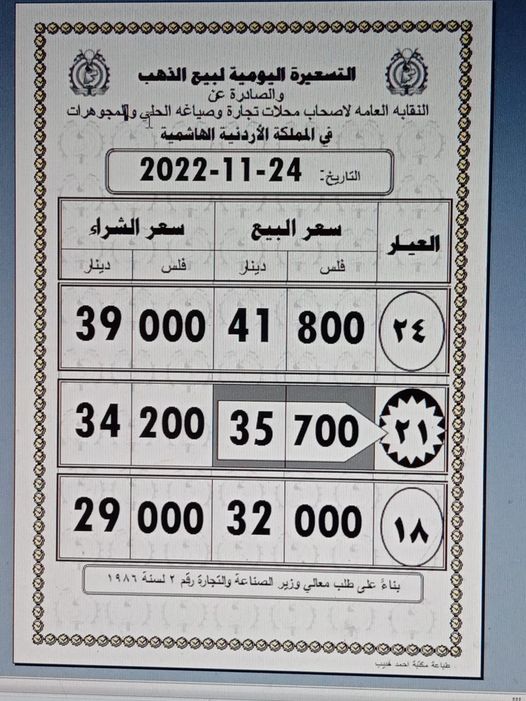 التسعيرة اليومية لبيع الذهب
والصادرة عن
النقابه العامه لاصحاب محلات تجارة وصياغه الحلي والمجوهرات
في المملكة الأردنية الهاشمية
التاريخ: 24-11-2022
العيار سعر البيع سعر الشراء
فلس دينار فلس دينار
٢٤ 800 41 000 39
٢١ 700 35 200 34
١٨ 000 32 000 29
بناءً على طلب معالي وزير الصناعة والتجارة رقم ٢ لسنة ١٩٨٦
طباعة مكتبة احمد